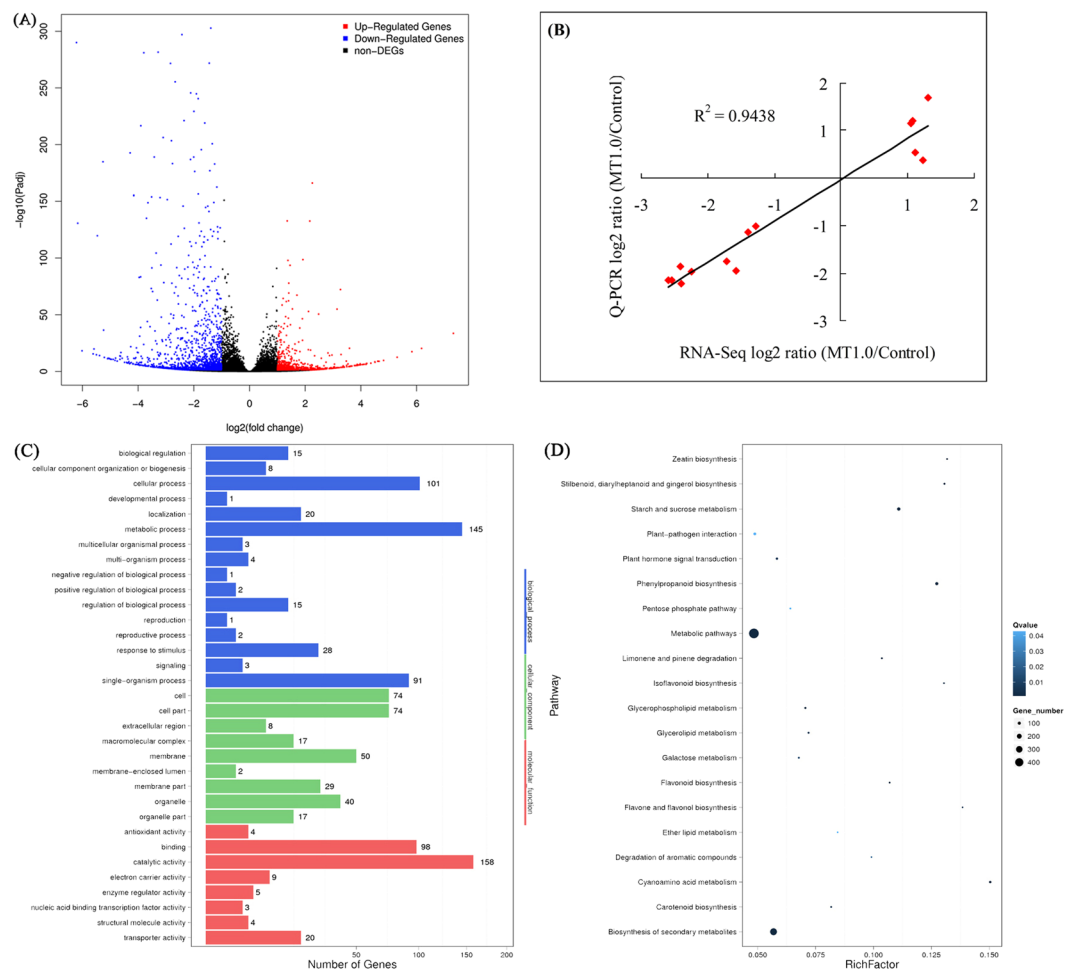 (A)
Up-Regulated Genes
Down-Regulated Genes
non-DEGs
300
250
200
150
100
50
0
-log10(Padj)
-6 -4 -2 0 2 4 6
log2(fold change)
(B)
R2 = 0.9438
Q-PCR log2 ratio (MT1.0/Control)
2
1
-3 -2 -1 1 2
-1
-2
-3
RNA-Seq log2 ratio (MT1.0/Control)
(C)
biological regulation 15
cellular component organization or biogenesis 8
cellular process 101
developmental process 1
localization 20
metabolic process 145
multicellular organismal process 3
multi-organism process 4
negative regulation of biological process 1
positive regulation of biological process 2
regulation of biological process 15
reproduction 1
reproductive process 2
response to stimulus 28
signaling 3
single-organism process 91
cell 74
cell part 74
extracellular region 8
macromolecular complex 17
membrane 50
membrane-enclosed lumen 2
membrane part 29
organelle 40
organelle part 17
antioxidant activity 4
binding 98
catalytic activity 158
electron carrier activity 9
enzyme regulator activity 5
nucleic acid binding transcription factor activity 3
structural molecule activity 4
transporter activity 20
50 100 200
Number of Genes
biological_process
cellular_component
molecular_function
(D)
Pathway
Zeatin biosynthesis
Stilbenoid, diarylheptanoid and gingerol biosynthesis
Starch and sucrose metabolism
Plant-pathogen interaction
Plant hormone signal transduction
Phenylpropanoid biosynthesis
Pentose phosphate pathway
Metabolic pathways
Limonene and pinene degradation
Isoflavonoid biosynthesis
Glycerophospholipid metabolism
Glycerolipid metabolism
Galactose metabolism
Flavonoid biosynthesis
Flavone and flavonol biosynthesis
Ether lipid metabolism
Degradation of aromatic compounds
Cyanoamino acid metabolism
Carotenoid biosynthesis
Biosynthesis of secondary metabolites
0.050 0.075 0.100 0.125 0.150
RichFactor
Qvalue
0.04
0.03
0.02
0.01
Gene_number
100
200
300
400